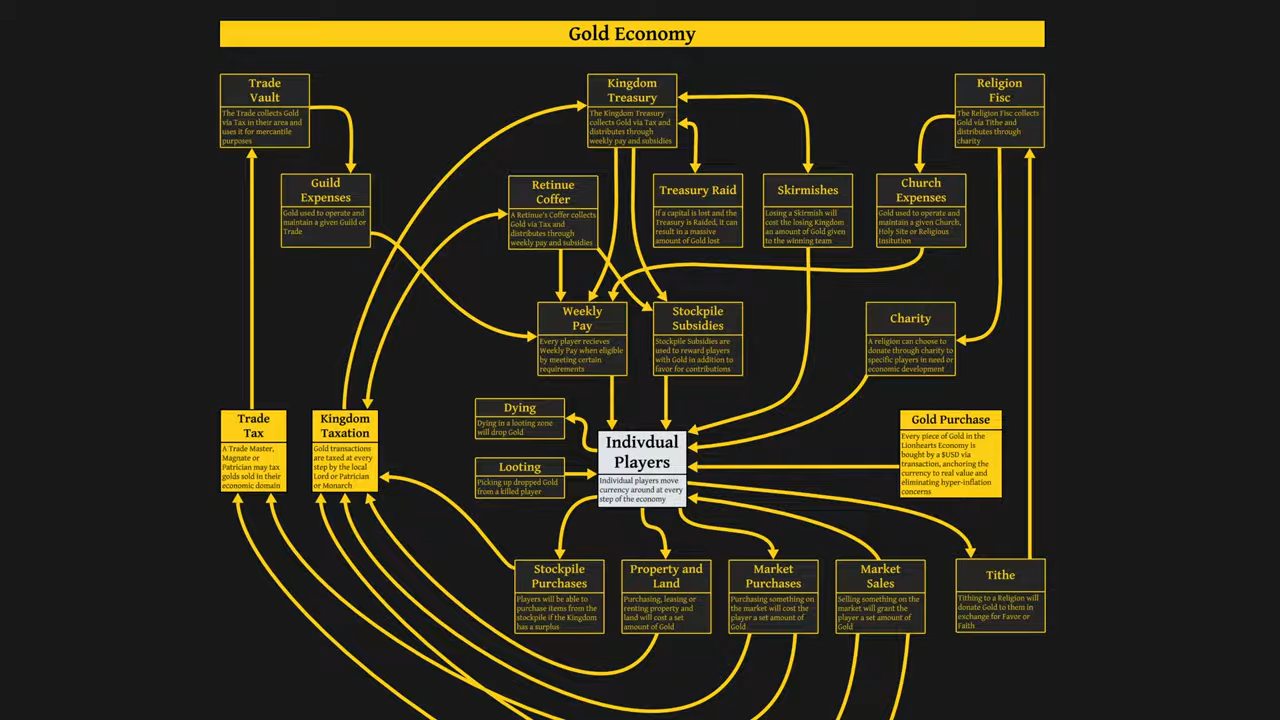 Gold Economy
Trade
Vault
The Trade collects Gold
via Tax in their area and
uses it for mercantile
purposes
Kingdom
Treasury
The Kingdom Treasury
collects Gold via Tax and
distributes through
weekly pay and subsidies
Religion
Fisc
The Religion Fisc collects
Gold via Tithe and
distributes through
charity
Guild
Expenses
Gold used to operate and
maintain a given Guild or
Trade
Retinue
Coffer
A Retinue's Coffer collects
Gold via Tax and
distributes through
weekly pay and subsidies
Treasury Raid
If a capital is lost and the
Treasury is Raided, it can
result in a massive
amount of Gold lost
Skirmishes
Losing a Skirmish will
cost the losing Kingdom
an amount of Gold given
to the winning team
Church
Expenses
Gold used to operate and
maintain a given Church,
Holy Site or Religious
Insitution
Weekly
Pay
Every player recieves
Weekly Pay when eligible
by meeting certain
requirements
Stockpile
Subsidies
Stockpile Subsidies are
used to reward players
with Gold in addition to
favor for contributions
Charity
A religion can choose to
donate through charity to
specific players in need or
economic development
Trade
Tax
A Trade Master,
Magnate or
Patrician may tax
golds sold in their
economic domain
Kingdom
Taxation
Gold transactions
are taxed at every
step by the local
Lord or Patrician
or Monarch
Dying
Dying in a looting zone
will drop Gold
Looting
Picking up dropped Gold
from a killed player
Indivdual
Players
Individual players move
currency around at every
step of the economy
Gold Purchase
Every piece of Gold in the
Lionhearts Economy is
bought by a $USD via
transaction, anchoring the
currency to real value and
eliminating hyper-inflation
concerns
Stockpile
Purchases
Players will be able to
purchase items from the
stockpile if the Kingdom
has a surplus
Property and
Land
Purchasing, leasing or
renting property and
land will cost a set
amount of Gold
Market
Purchases
Purchasing something on
the market will cost the
player a set amount of
Gold
Market
Sales
Selling something on the
market will grant the
player a set amount of
Gold
Tithe
Tithing to a Religion will
donate Gold to them in
exchange for Favor or
Faith